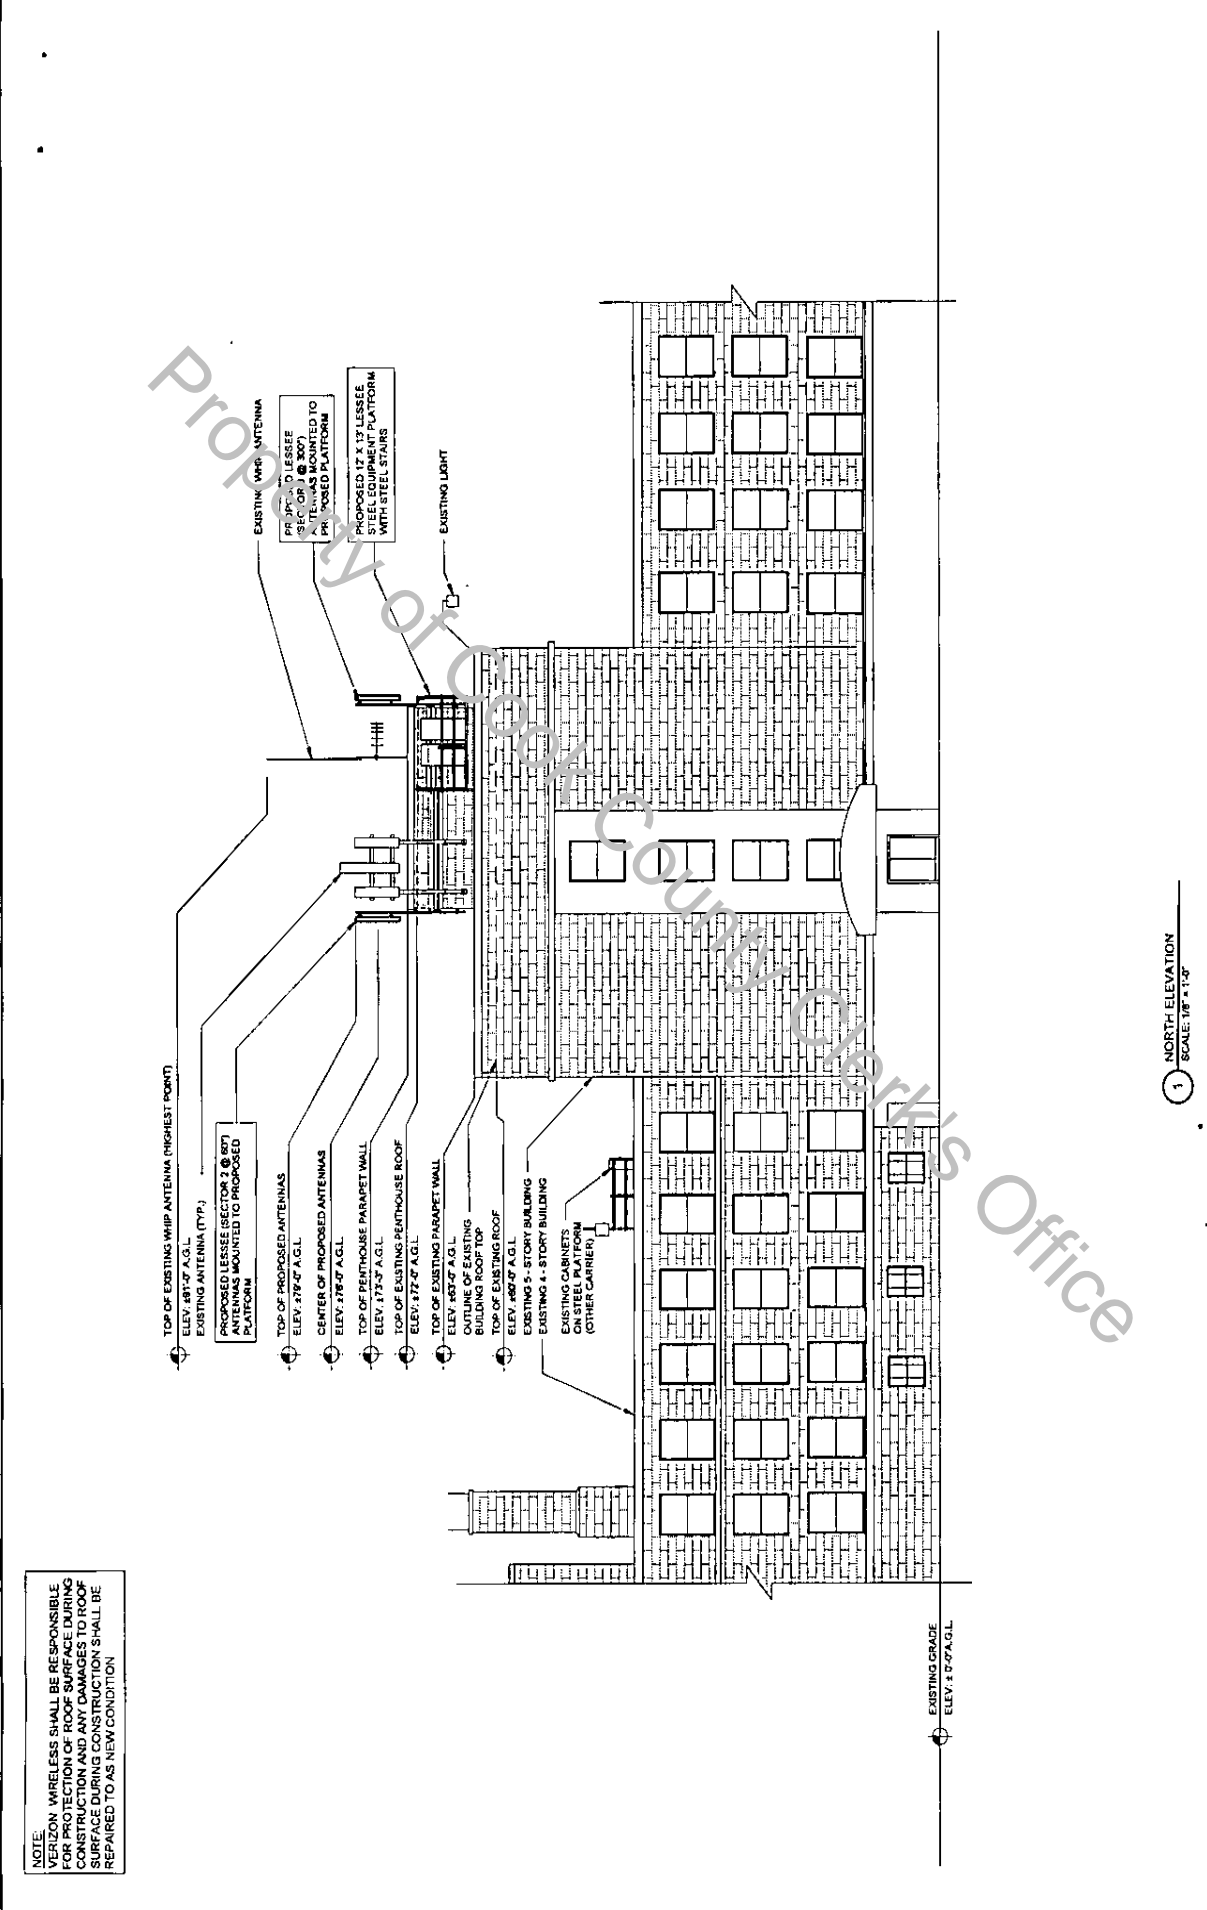 NOTE:
VERIZON WIRELESS SHALL BE RESPONSIBLE
FOR PROTECTION OF ROOF SURFACE DURING
CONSTRUCTION AND ANY DAMAGES TO ROOF
SURFACE DURING CONSTRUCTION SHALL BE
REPAIRED TO AS NEW CONDITION
TOP OF EXISTING WHIP ANTENNA (HIGHEST POINT)
ELEV: ±91'-0" A.G.L.
EXISTING ANTENNA (TYP.)
PROPOSED LESSEE (SECTOR 2 @ 60°)
ANTENNAS MOUNTED TO PROPOSED
PLATFORM
TOP OF PROPOSED ANTENNAS
ELEV: ±79'-0" A.G.L.
CENTER OF PROPOSED ANTENNAS
ELEV: ±76'-0" A.G.L.
TOP OF PENTHOUSE PARAPET WALL
ELEV: ±73'-3" A.G.L.
TOP OF EXISTING PENTHOUSE ROOF
ELEV: ±72'-0" A.G.L.
TOP OF EXISTING PARAPET WALL
ELEV: ±63'-0" A.G.L.
OUTLINE OF EXISTING
BUILDING ROOF TOP
TOP OF EXISTING ROOF
ELEV: ±60'-0" A.G.L.
EXISTING 5 - STORY BUILDING
EXISTING 4 - STORY BUILDING
EXISTING CABINETS
ON STEEL PLATFORM
(OTHER CARRIER)
EXISTING WHIP ANTENNA
PROPOSED LESSEE
(SECTOR 3 @ 300°)
ANTENNAS MOUNTED TO
PROPOSED PLATFORM
PROPOSED 12' X 13' LESSEE
STEEL EQUIPMENT PLATFORM
WITH STEEL STAIRS
EXISTING LIGHT
EXISTING GRADE
ELEV: ± 0'-0" A.G.L.
1
NORTH ELEVATION
SCALE: 1/8" = 1'-0"
Property of Cook County Clerk's Office